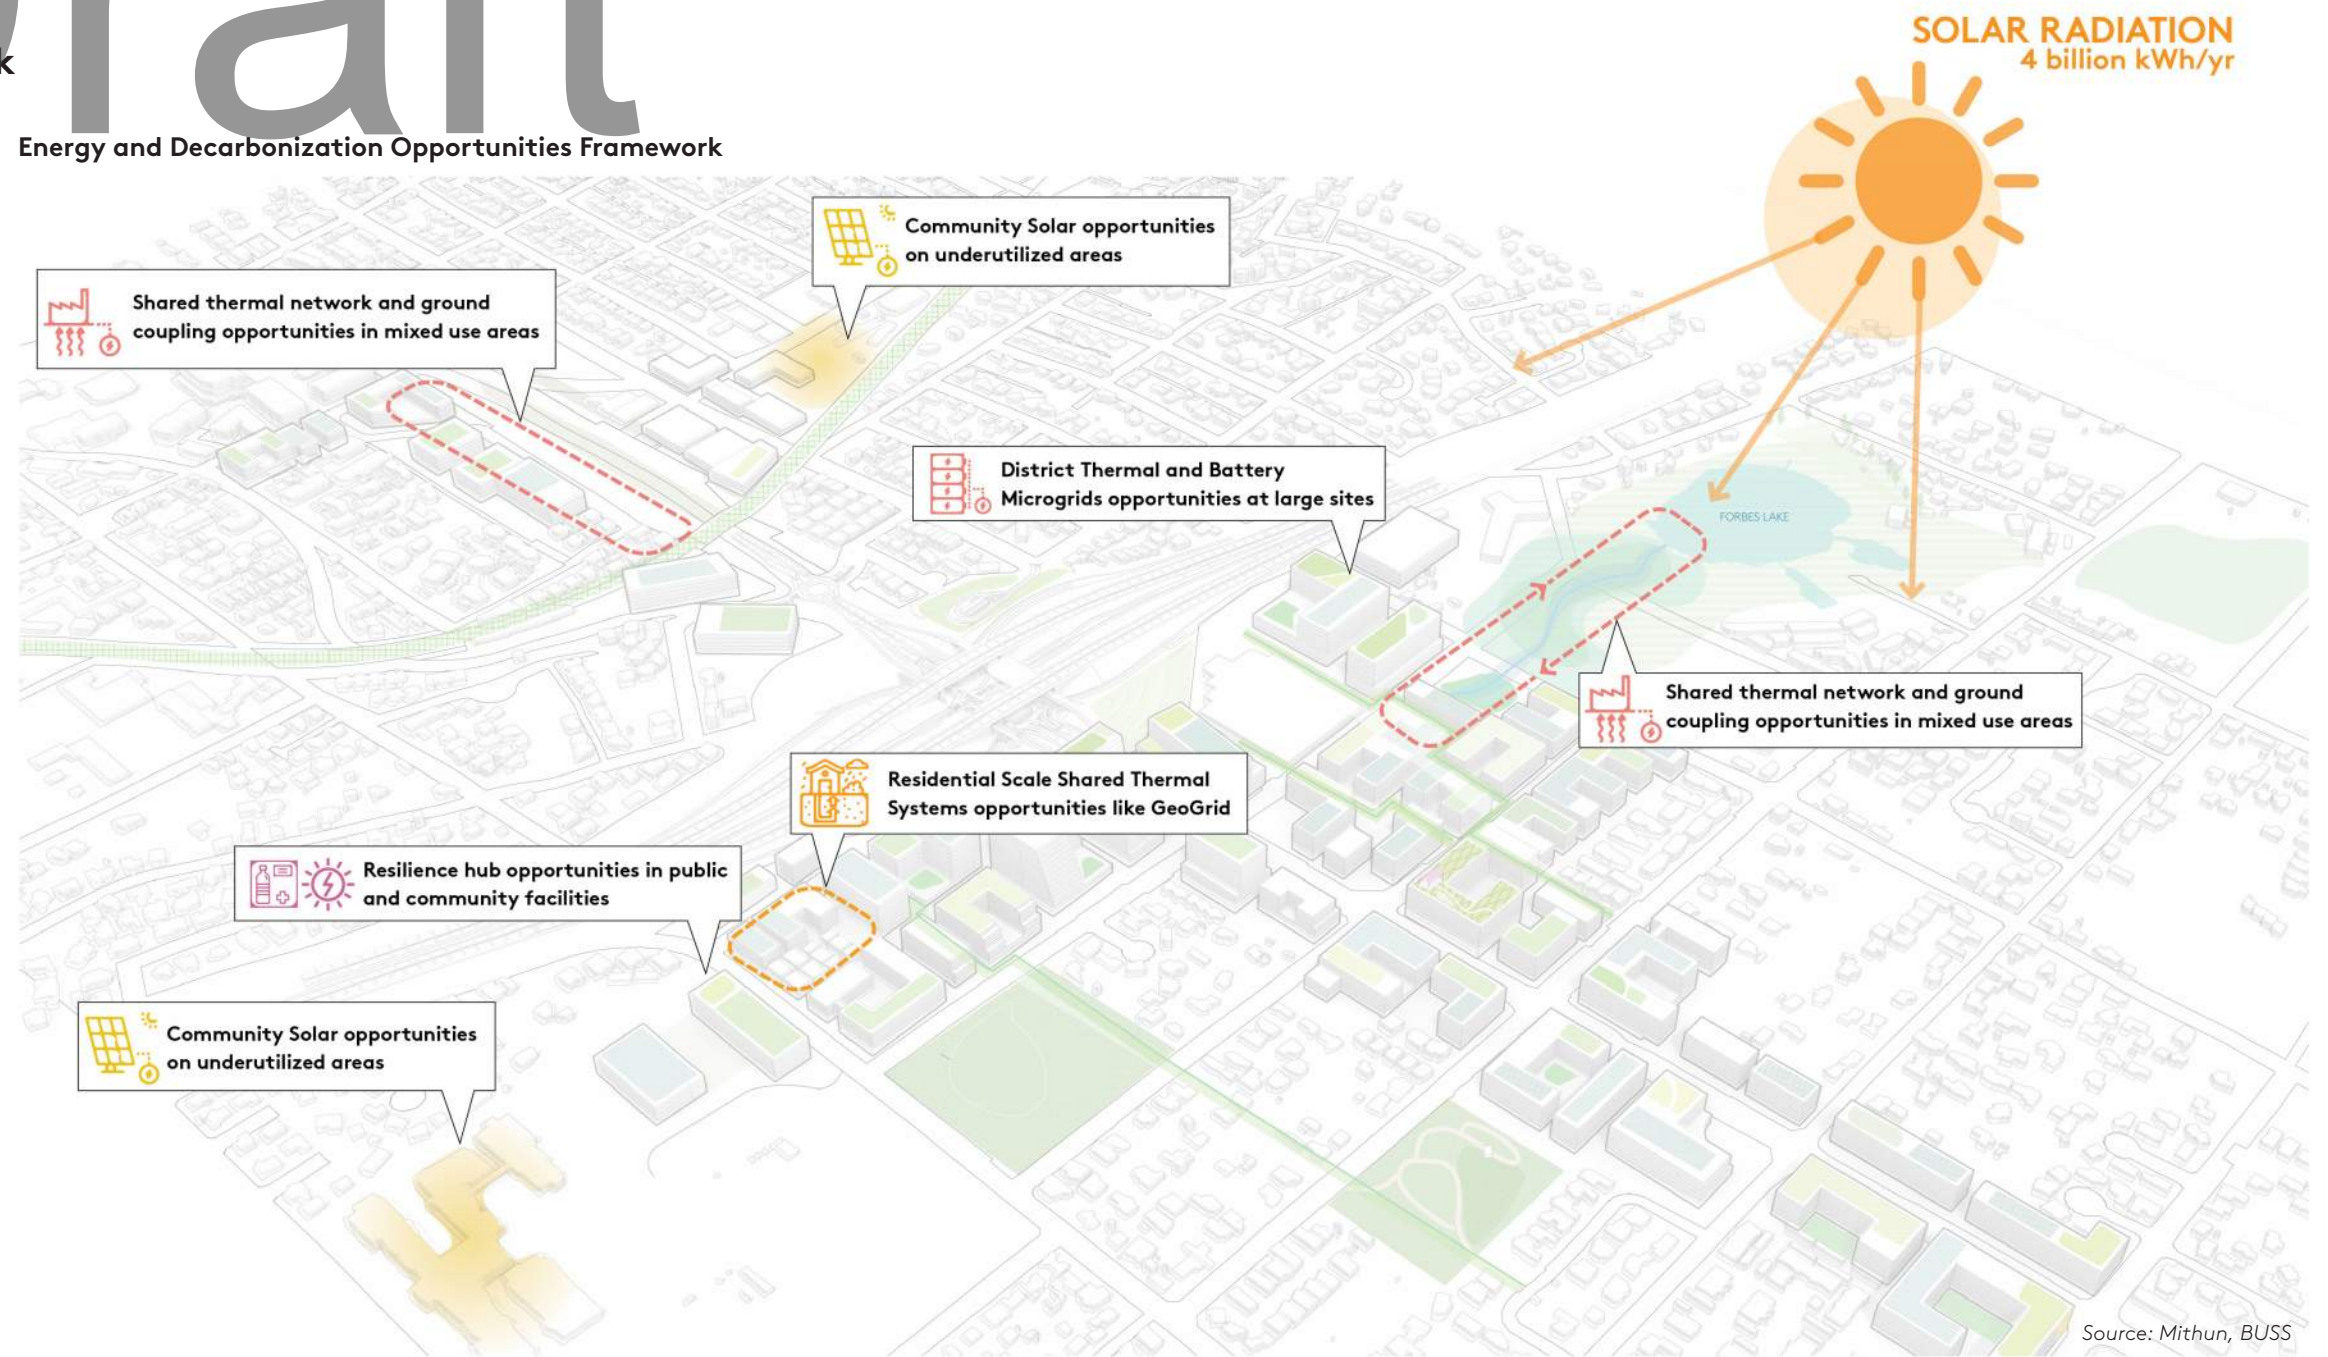 Energy and Decarbonization Opportunities Framework
SOLAR RADIATION
4 billion kWh/yr
Community Solar opportunities
on underutilized areas
Shared thermal network and ground
coupling opportunities in mixed use areas
District Thermal and Battery
Microgrids opportunities at large sites
FORBES LAKE
Shared thermal network and ground
coupling opportunities in mixed use areas
Residential Scale Shared Thermal
Systems opportunities like GeoGrid
Resilience hub opportunities in public
and community facilities
Community Solar opportunities
on underutilized areas
Source: Mithun, BUSS